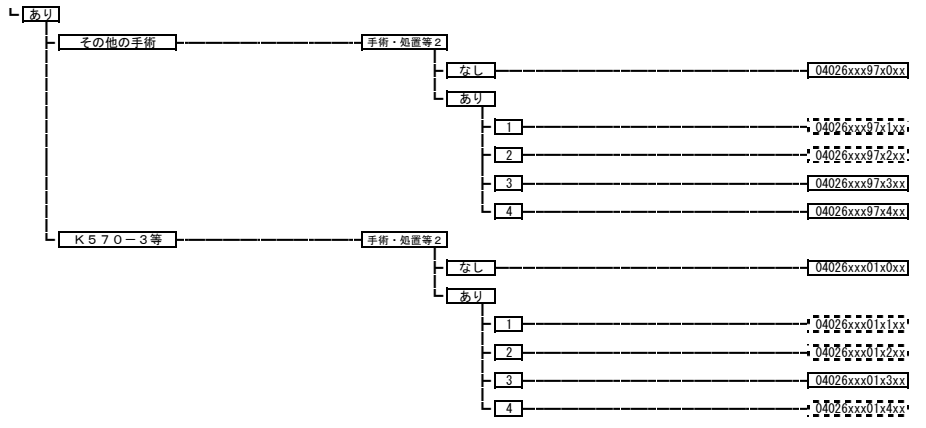 あり
その他の手術 手術・処置等２
なし 04026xxx97x0xx
あり
1 04026xxx97x1xx
2 04026xxx97x2xx
3 04026xxx97x3xx
4 04026xxx97x4xx
Ｋ５７０－３等 手術・処置等２
なし 04026xxx01x0xx
あり
1 04026xxx01x1xx
2 04026xxx01x2xx
3 04026xxx01x3xx
4 04026xxx01x4xx